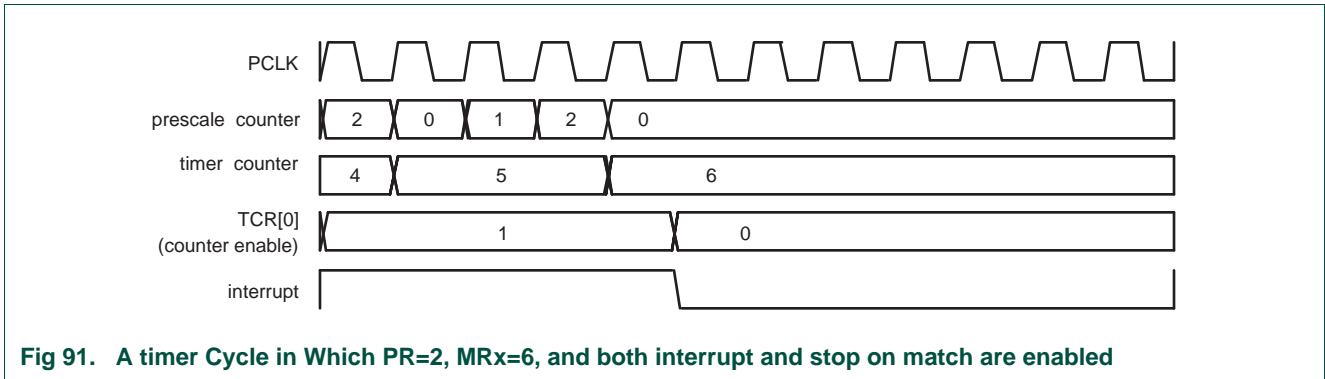 PCLK
prescale counter 2 0 1 2 0
timer counter 4 5 6
TCR[0]
(counter enable) 1 0
interrupt
Fig 91. A timer Cycle in Which PR=2, MRx=6, and both interrupt and stop on match are enabled